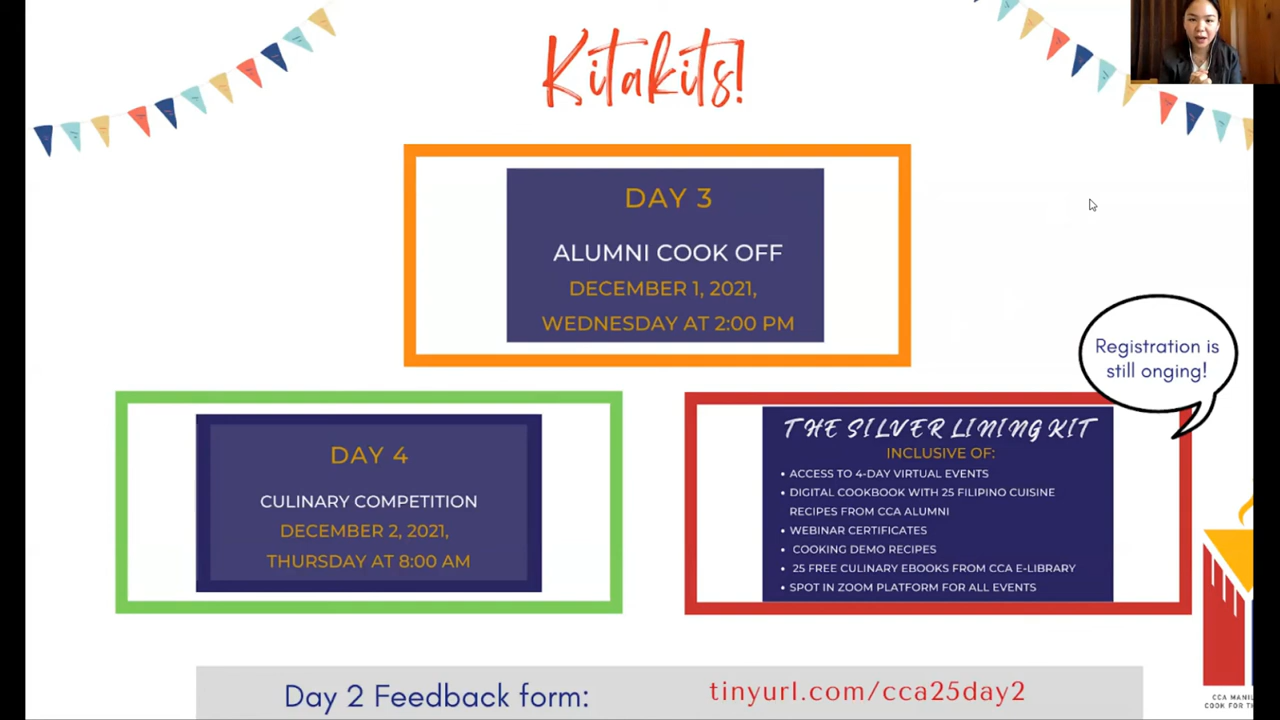 Kitakits!
DAY 3
ALUMNI COOK OFF
DECEMBER 1, 2021,
WEDNESDAY AT 2:00 PM
Registration is
still onging!
DAY 4
CULINARY COMPETITION
DECEMBER 2, 2021,
THURSDAY AT 8:00 AM
THE SILVER LINING KIT
INCLUSIVE OF:
• ACCESS TO 4-DAY VIRTUAL EVENTS
• DIGITAL COOKBOOK WITH 25 FILIPINO CUISINE
RECIPES FROM CCA ALUMNI
• WEBINAR CERTIFICATES
• COOKING DEMO RECIPES
• 25 FREE CULINARY EBOOKS FROM CCA E-LIBRARY
• SPOT IN ZOOM PLATFORM FOR ALL EVENTS
Day 2 Feedback form: tinyurl.com/cca25day2
CCA
COOK FOR